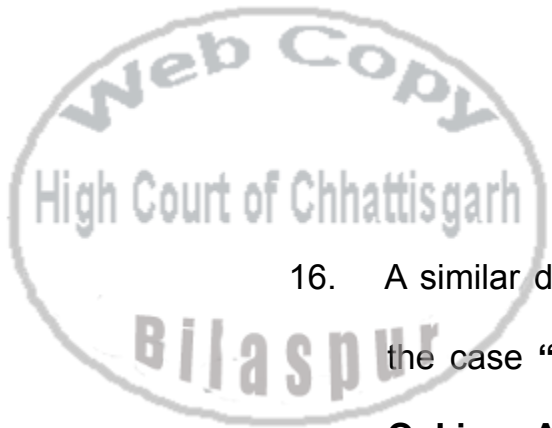 Web Copy
High Court of Chhattisgarh
Bilaspur
16. A similar d
the case “